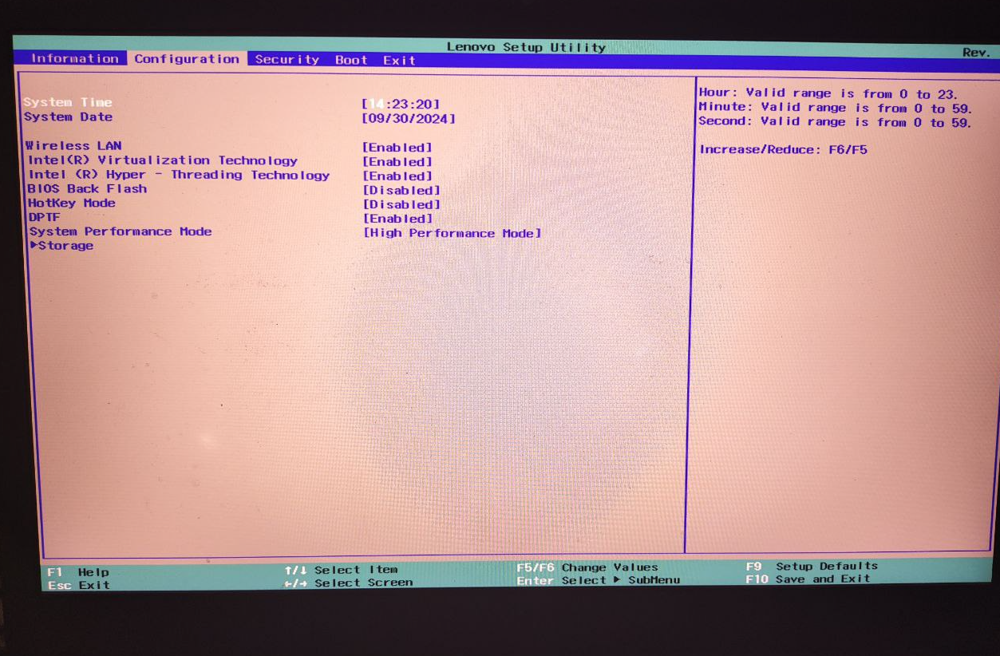 Lenovo Setup Utility
Rev.
Information Configuration Security Boot Exit
System Time [14:23:20]
System Date [09/30/2024]
Wireless LAN [Enabled]
Intel(R) Virtualization Technology [Enabled]
Intel (R) Hyper - Threading Technology [Enabled]
BIOS Back Flash [Disabled]
HotKey Mode [Disabled]
DPTF [Enabled]
System Performance Mode [High Performance Mode]
▶Storage
Hour: Valid range is from 0 to 23.
Minute: Valid range is from 0 to 59.
Second: Valid range is from 0 to 59.
Increase/Reduce: F6/F5
F1 Help ↑/↓ Select Item F5/F6 Change Values F9 Setup Defaults
Esc Exit ←/→ Select Screen Enter Select ▶ SubMenu F10 Save and Exit